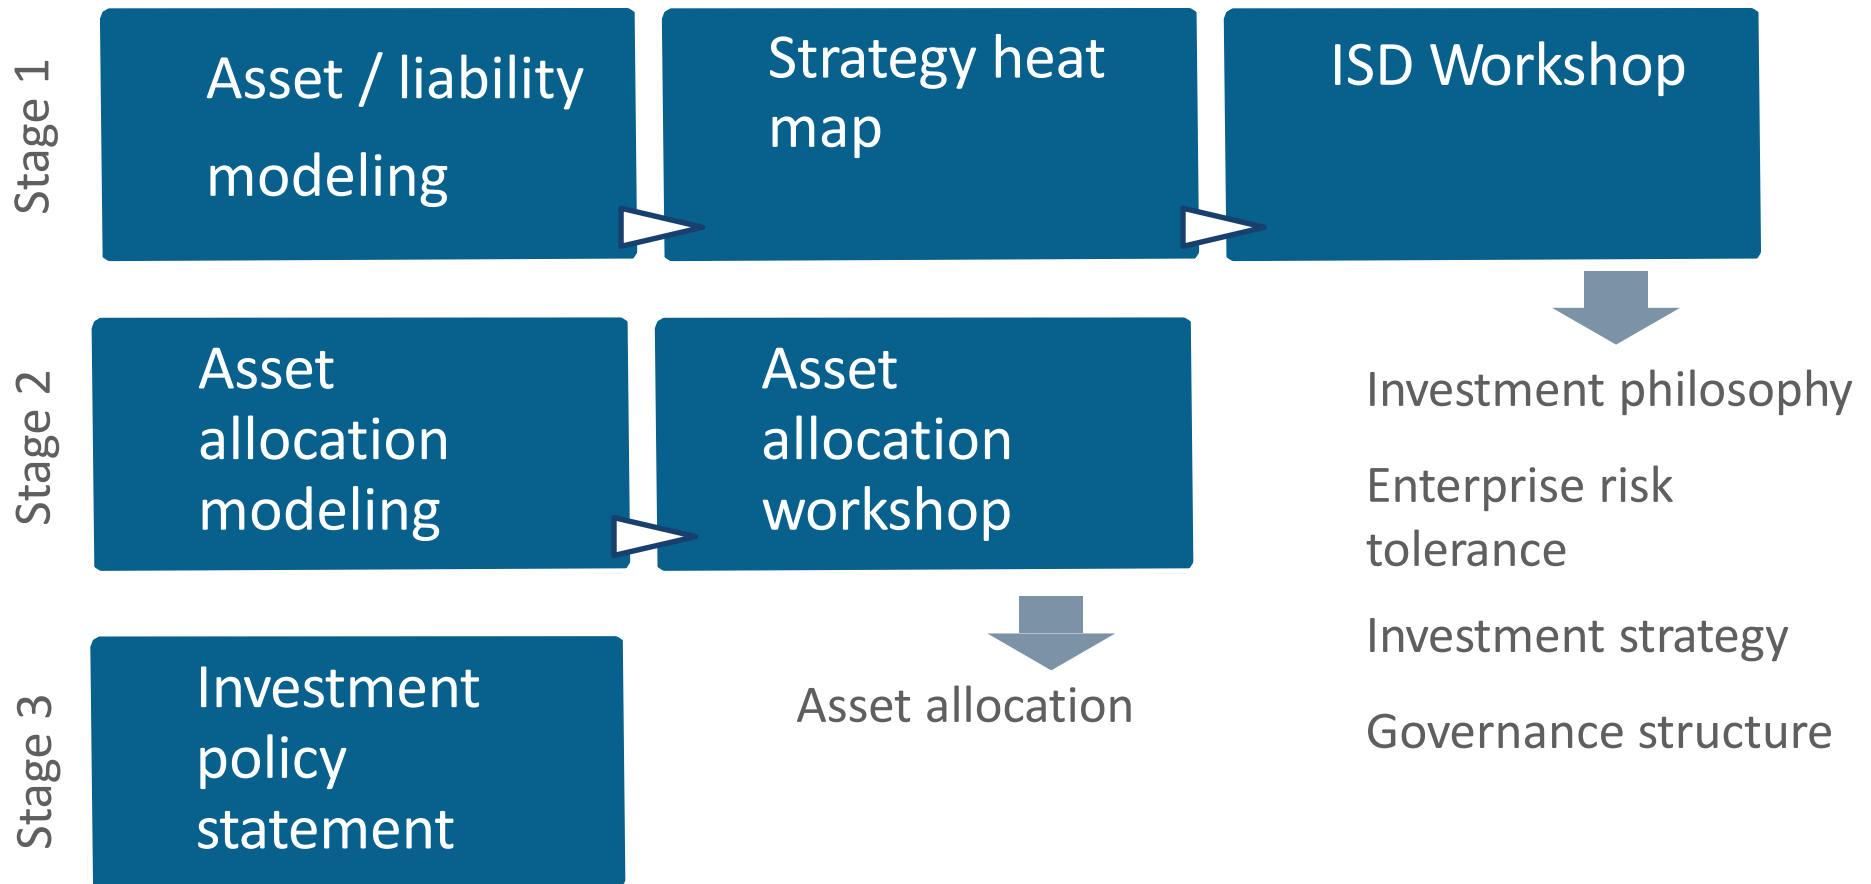 Stage 1
Asset / liability
modeling
Strategy heat
map
ISD Workshop
Stage 2
Asset
allocation
modeling
Asset
allocation
workshop
Investment philosophy
Enterprise risk
tolerance
Investment strategy
Governance structure
Asset allocation
Stage 3
Investment
policy
statement